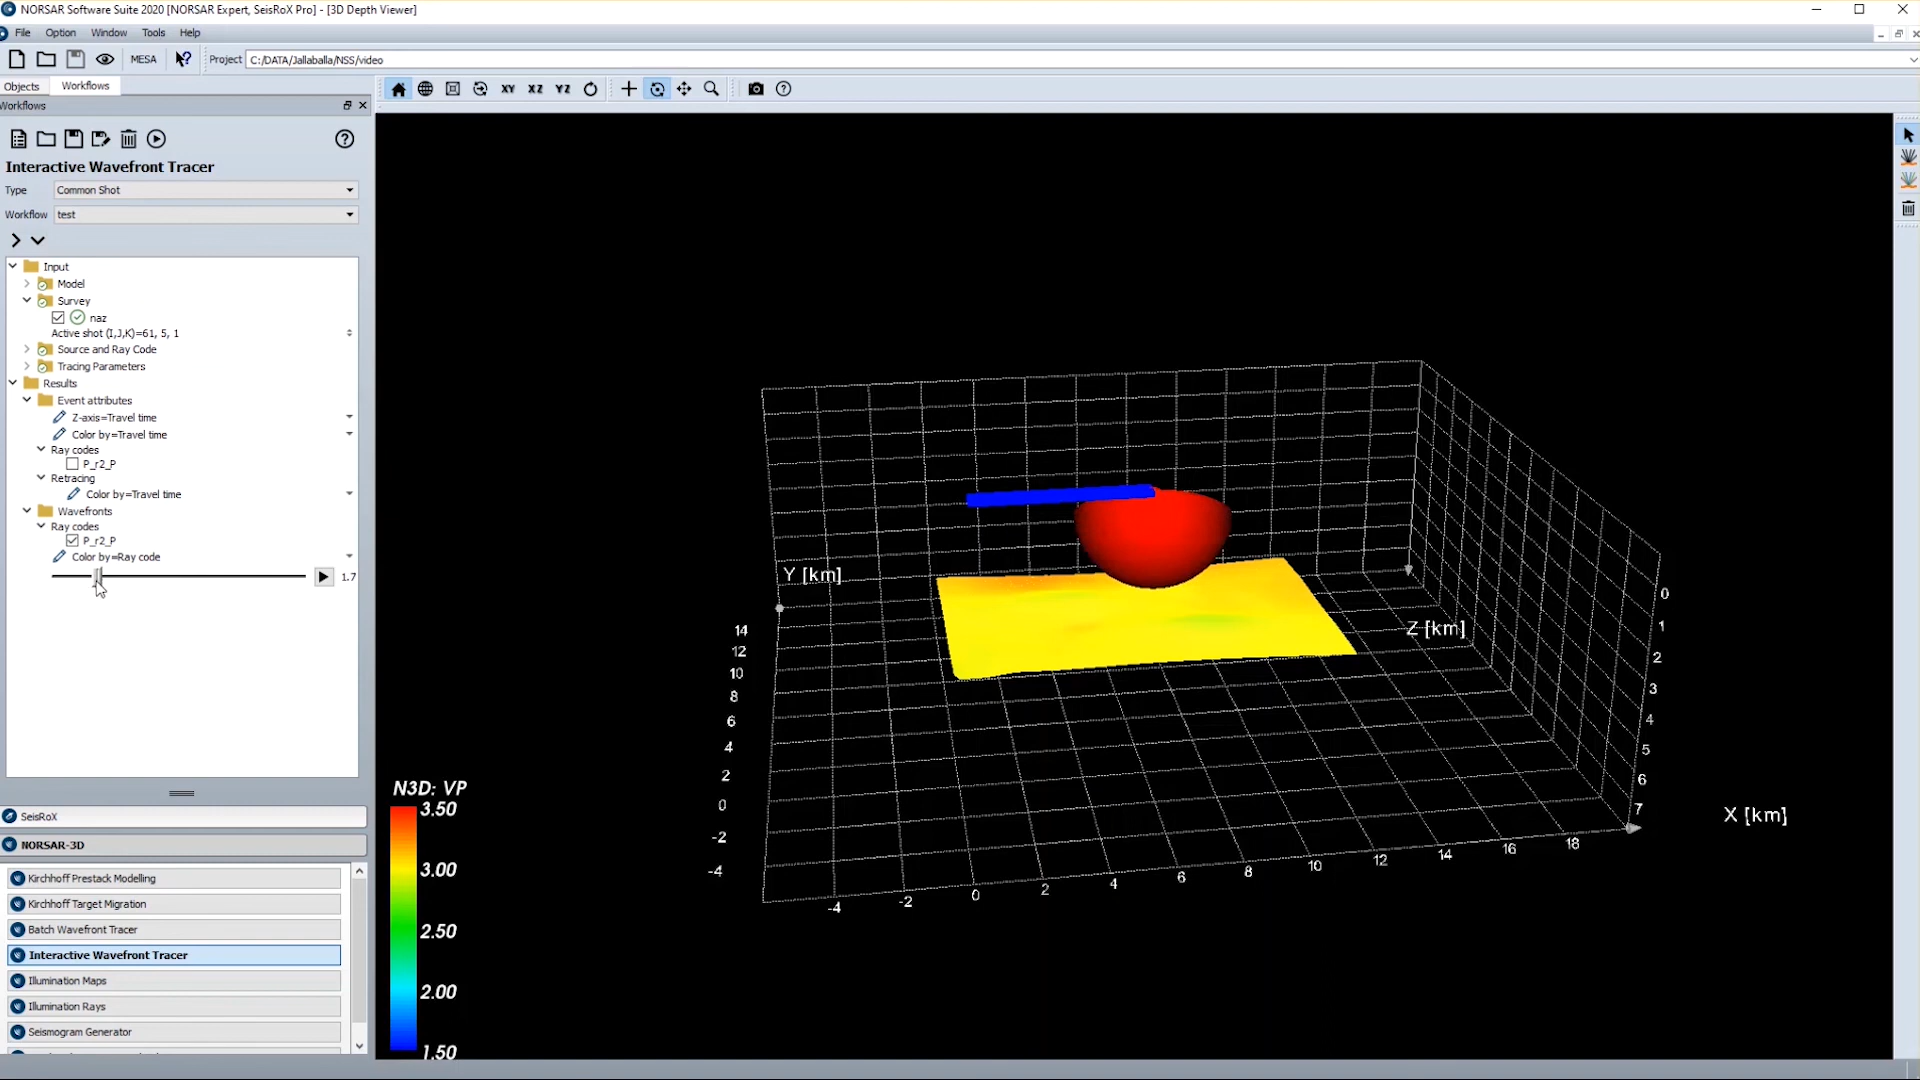 NORSAR Software Suite 2020 [NORSAR Expert, SeisRoX Pro] - [3D Depth Viewer]
File Option Window Tools Help
MESA Project C:/DATA/Jallaballa/NSS/video
Objects Workflows
XY XZ YZ
Workflows
Interactive Wavefront Tracer
Type Common Shot
Workflow test
Input
Model
Survey
naz
Active shot (I,J,K)=61, 5, 1
Source and Ray Code
Tracing Parameters
Results
Event attributes
Z-axis=Travel time
Color by=Travel time
Ray codes
P_r2_P
Retracing
Color by=Travel time
Wavefronts
Ray codes
P_r2_P
Color by=Ray code
1.7
SeisRoX
NORSAR-3D
Kirchhoff Prestack Modelling
Kirchhoff Target Migration
Batch Wavefront Tracer
Interactive Wavefront Tracer
Illumination Maps
Illumination Rays
Seismogram Generator
N3D: VP
3.50
3.00
2.50
2.00
1.50
Y [km]
14
12
10
8
6
4
2
0
-2
-4
-4 -2 0 2 4 6 8 10 12 14 16 18
X [km]
Z [km]
0
1
2
3
4
5
6
7